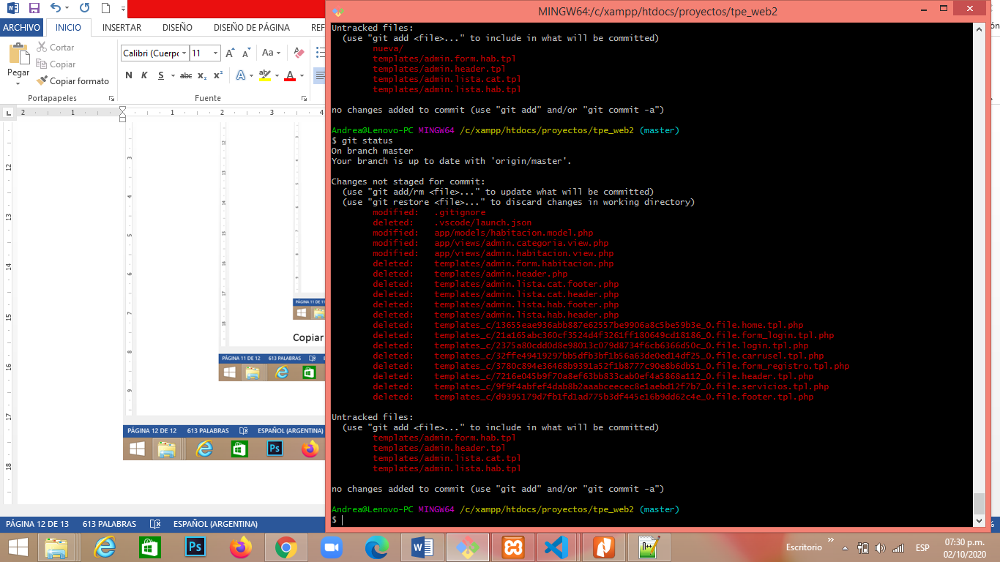 MINGW64:/c/xampp/htdocs/proyectos/tpe_web2
ARCHIVO INICIO INSERTAR DISEÑO DISEÑO DE PÁGINA REF
Pegar
Cortar
Copiar
Copiar formato
Portapapeles
Calibri (Cuerpo 11
Aa
N K S abc x₂ x² A ab A
Fuente
2 1 1 2 3 4
Untracked files:
(use "git add <file>..." to include in what will be committed)
nueva/
templates/admin.form.hab.tpl
templates/admin.header.tpl
templates/admin.lista.cat.tpl
templates/admin.lista.hab.tpl
no changes added to commit (use "git add" and/or "git commit -a")
Andrea@Lenovo-PC MINGW64 /c/xampp/htdocs/proyectos/tpe_web2 (master)
$ git status
On branch master
Your branch is up to date with 'origin/master'.
Changes not staged for commit:
(use "git add/rm <file>..." to update what will be committed)
(use "git restore <file>..." to discard changes in working directory)
modified: .gitignore
deleted: .vscode/launch.json
modified: app/models/habitacion.model.php
modified: app/views/admin.categoria.view.php
modified: app/views/admin.habitacion.view.php
deleted: templates/admin.form.habitacion.php
deleted: templates/admin.header.php
deleted: templates/admin.lista.cat.footer.php
deleted: templates/admin.lista.cat.header.php
deleted: templates/admin.lista.hab.footer.php
deleted: templates/admin.lista.hab.header.php
deleted: templates_c/13655eae936abb887e62557be9906a8c5be59b3e_0.file.home.tpl.php
deleted: templates_c/21a165abc360cf3524d4f3261ff180649cd18186_0.file.form_login.tpl.php
deleted: templates_c/2375a80cdd0d8e98013c079d8734f6cb6366d50c_0.file.login.tpl.php
deleted: templates_c/32ffe49419297bb5dfb3bf1b56a63de0ed14df25_0.file.carrusel.tpl.php
deleted: templates_c/3780c894e36468b9391a52f1b8777c90e8b6db51_0.file.form_registro.tpl.php
deleted: templates_c/7216e045b9f70a8ef63bb833cab0ef4a5868a112_0.file.header.tpl.php
deleted: templates_c/9f9f4abfef4dab8b2aaabceecec8e1aebd12f7b7_0.file.servicios.tpl.php
deleted: templates_c/d9395179d7fb1fd1ad775b3df445e16b9dd62c4e_0.file.footer.tpl.php
Untracked files:
(use "git add <file>..." to include in what will be committed)
templates/admin.form.hab.tpl
templates/admin.header.tpl
templates/admin.lista.cat.tpl
templates/admin.lista.hab.tpl
no changes added to commit (use "git add" and/or "git commit -a")
Andrea@Lenovo-PC MINGW64 /c/xampp/htdocs/proyectos/tpe_web2 (master)
$
PÁGINA 11 DE 11
Copiar
PÁGINA 11 DE 12 613 PALABRAS
PÁGINA 12 DE 12 613 PALABRAS ESPAÑOL (ARGENTINA)
PÁGINA 12 DE 13 613 PALABRAS ESPAÑOL (ARGENTINA)
Escritorio ESP 07:30 p.m.
02/10/2020